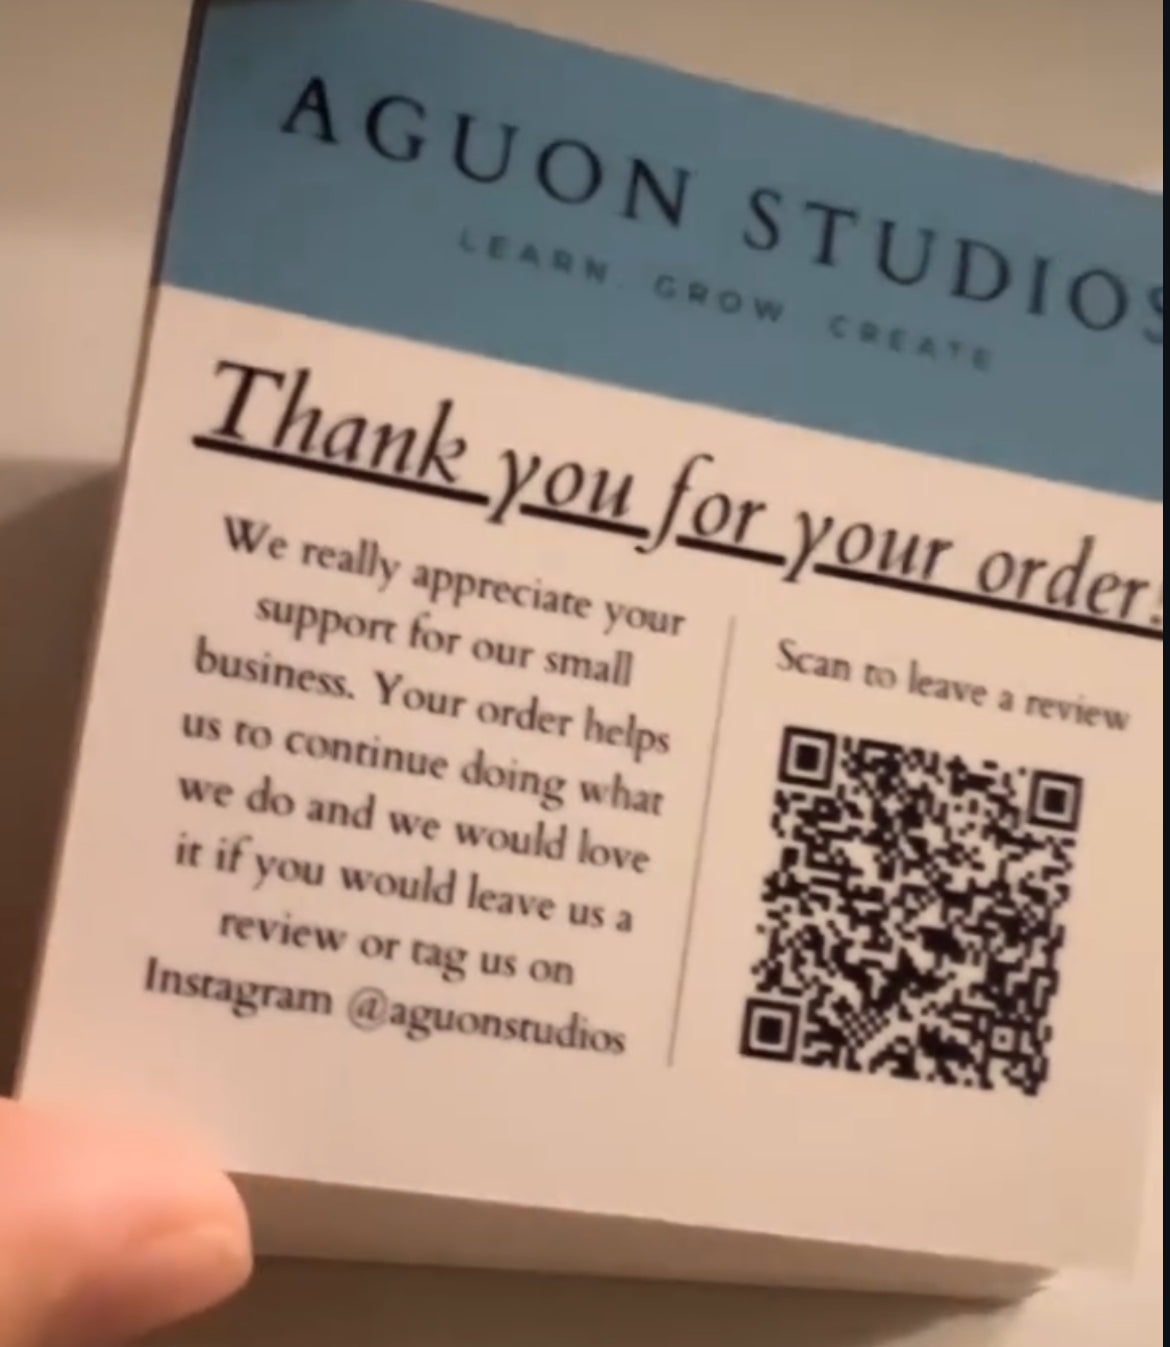 AGUON STUDIOS
LEARN. GROW CREATE
Thank you for your order!
We really appreciate your
support for our small
business. Your order helps
us to continue doing what
we do and we would love
it if you would leave us a
review or tag us on
Instagram @aguonstudios
Scan to leave a review